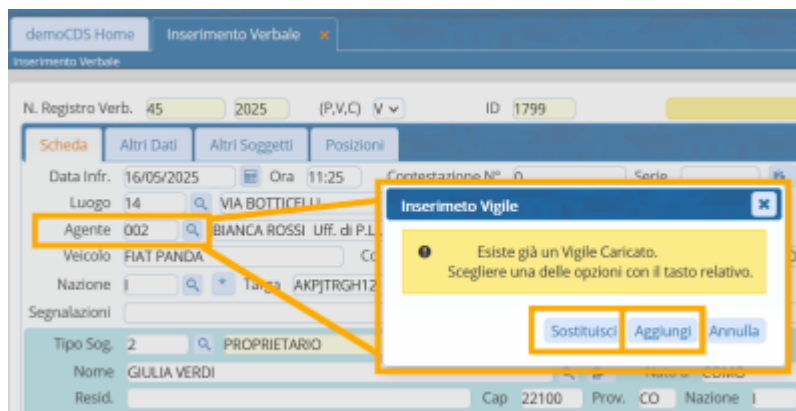 demoCDS Home Inserimento Verbale
Inserimento Verbale
N. Registro Verb. 45 2025 (P,V,C) V ID 1799
Scheda Altri Dati Altri Soggetti Posizioni
Data Infr. 16/05/2025 Ora 11:25 Contestazione N° 0 Serie
Luogo 14 VIA BOTTICELLI
Agente 002 BIANCA ROSSI Uff. di P.L.
Veicolo FIAT PANDA
Nazione I * Targa AKPJTRGH12
Segnalazioni
Inserimeto Vigile
Esiste già un Vigile Caricato.
Scegliere una delle opzioni con il tasto relativo.
Sostituisci Aggiungi Annulla
Tipo Sog. 2 PROPRIETARIO
Nome GIULIA VERDI Nato a COMO
Resid. Cap 22100 Prov. CO Nazione I